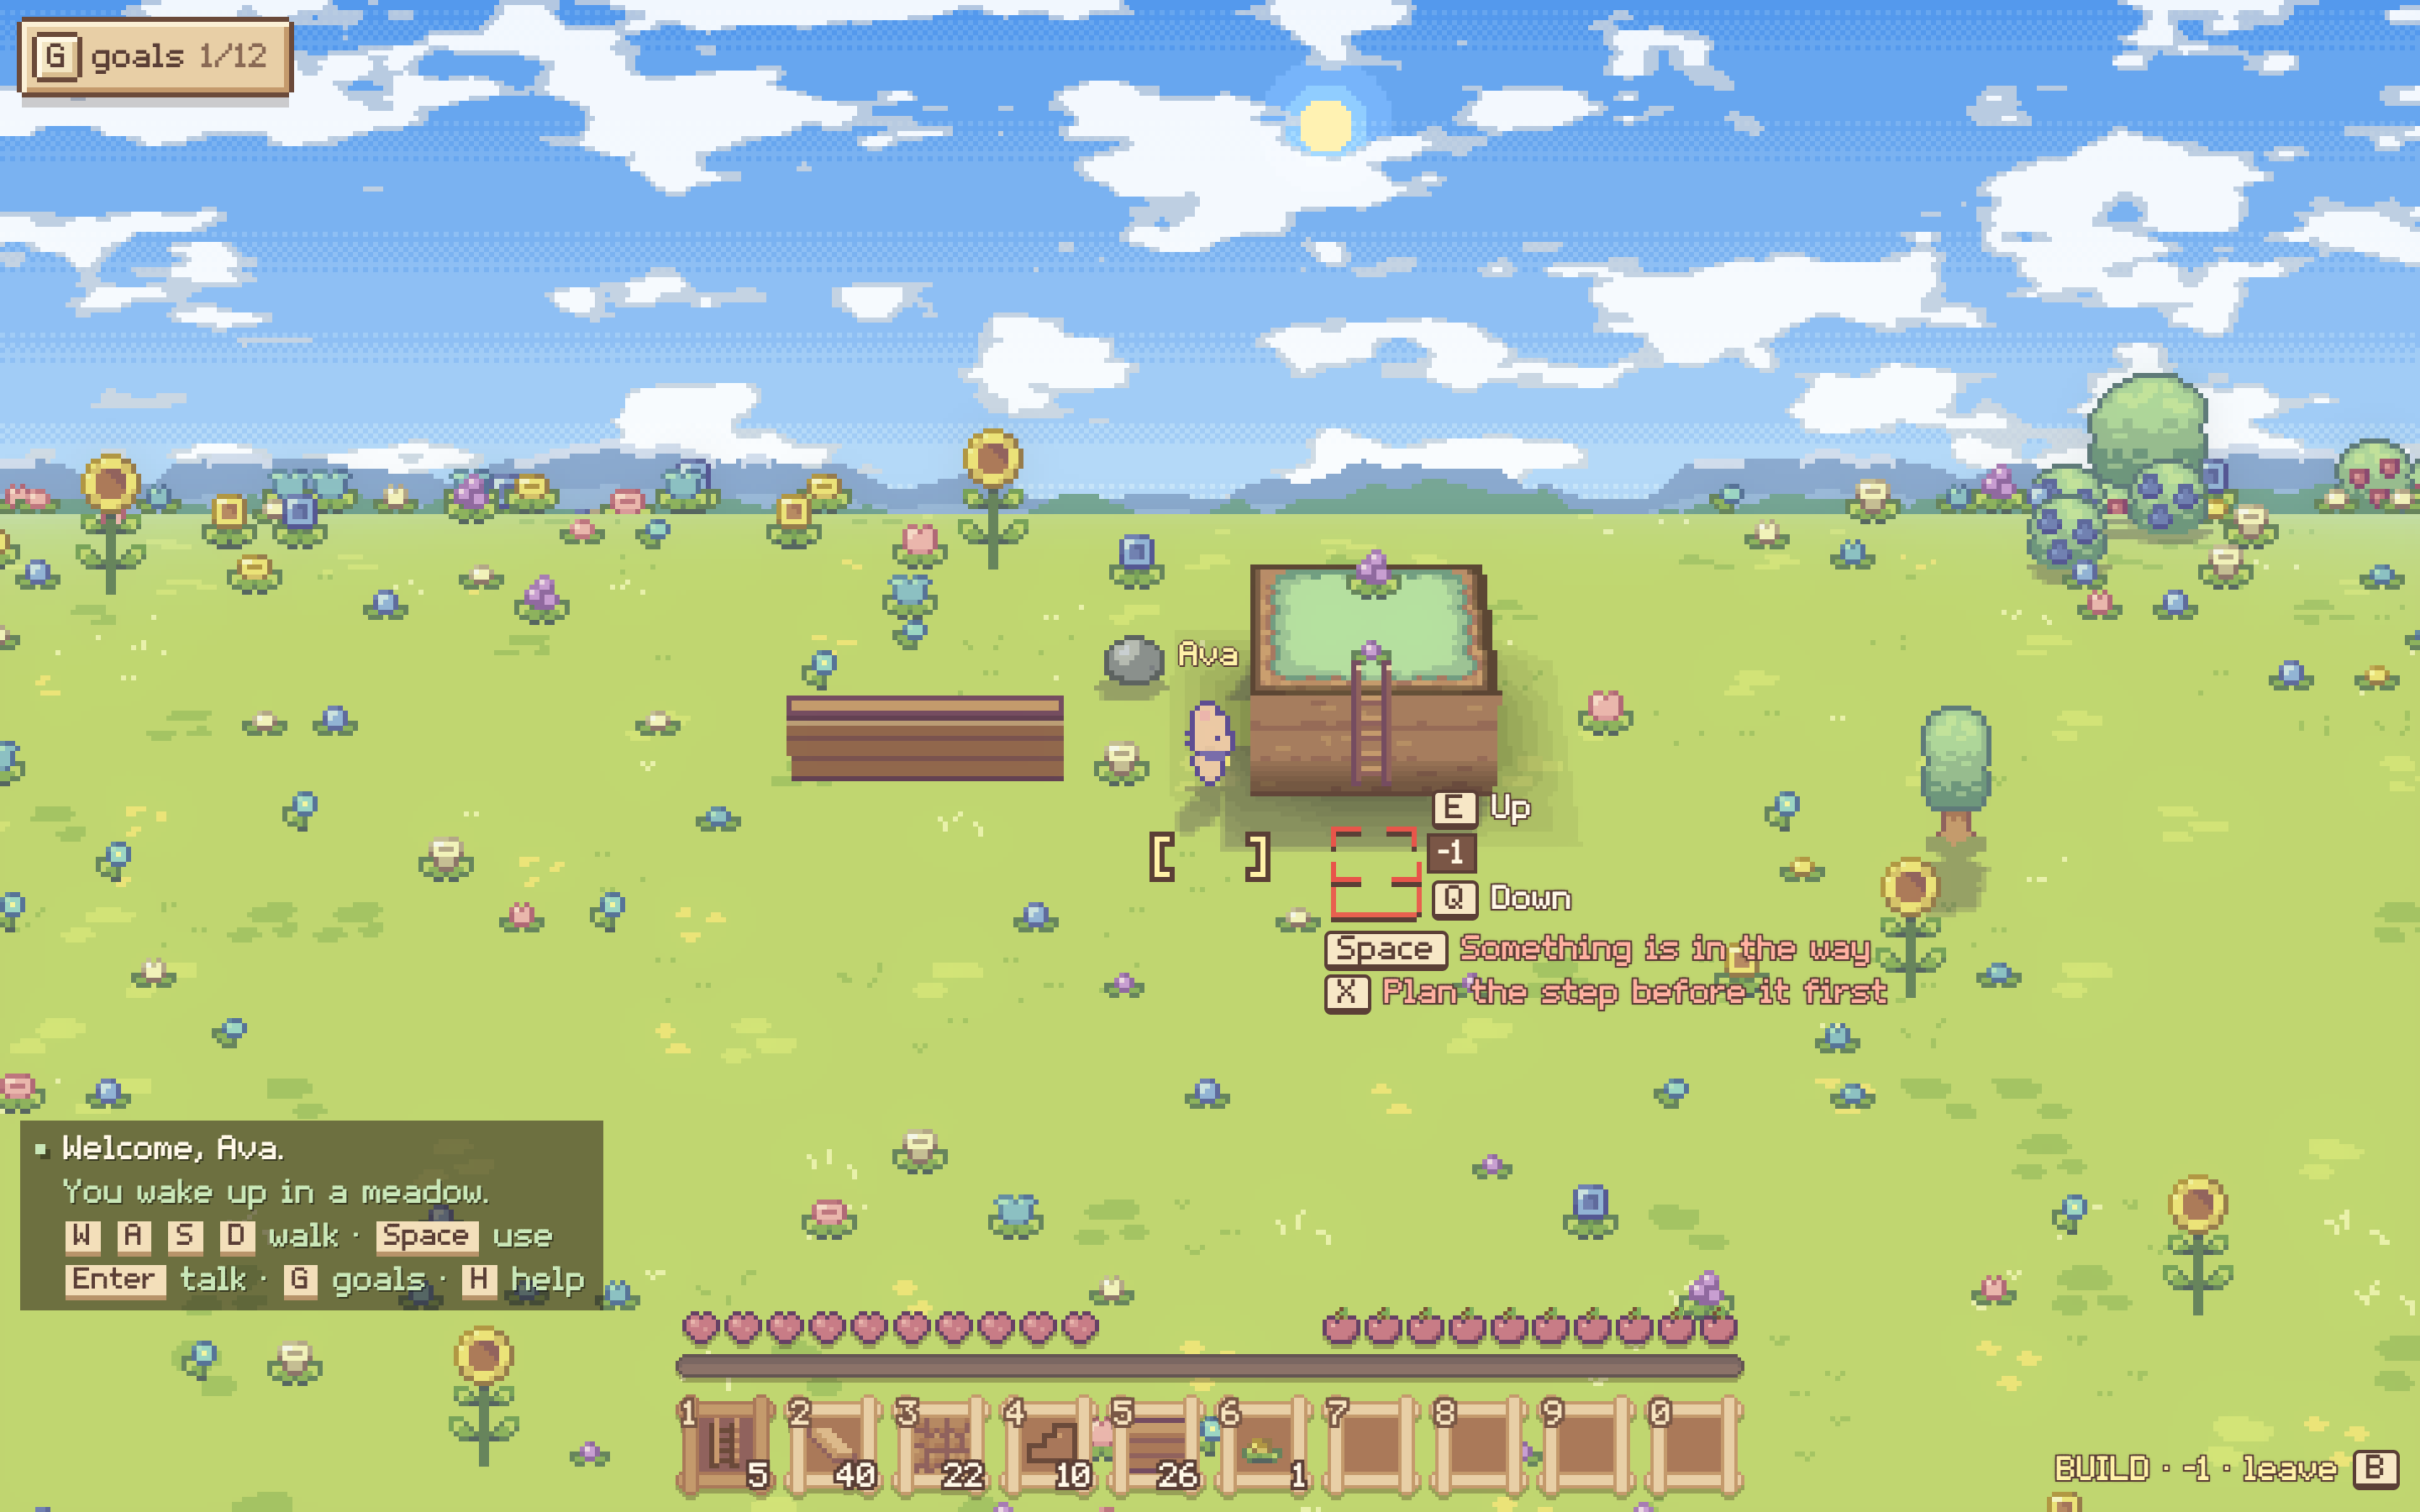 G goals 1/12
Ava
E Up
-1
Q Down
Space Something is in the way
X Plan the step before it first
Welcome, Ava.
You wake up in a meadow.
W A S D walk · Space use
Enter talk · G goals · H help
1 2 3 4 5 6 7 8 9 0
5 40 22 10 26 1
BUILD · -1 · leave B